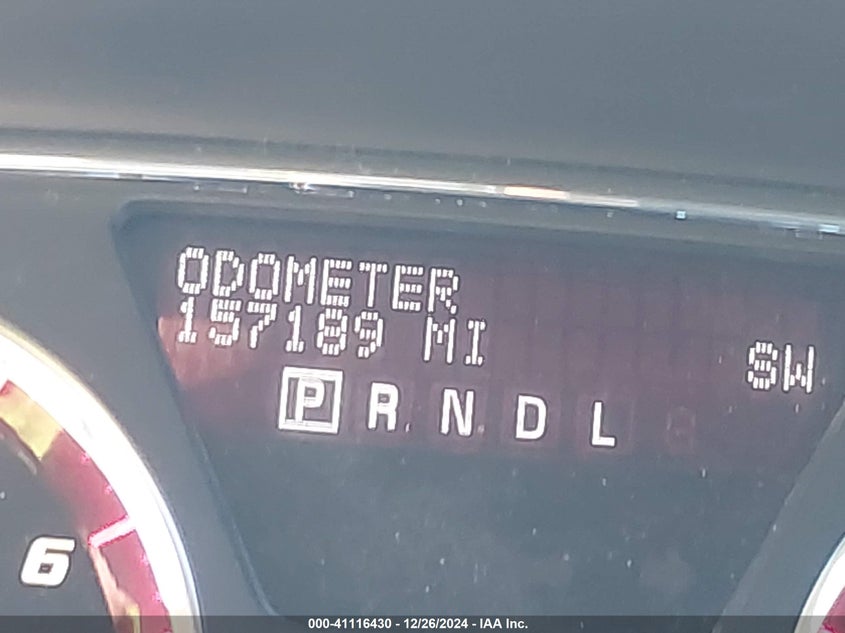 ODOMETER
157189 MI
SW
P R N D L
6
000-41116430 - 12/26/2024 - IAA Inc.